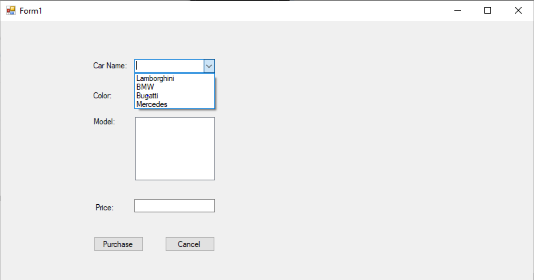 Form1
Car Name:
Lamborghini
BMW
Bugatti
Mercedes
Color:
Model:
Price:
Purchase Cancel